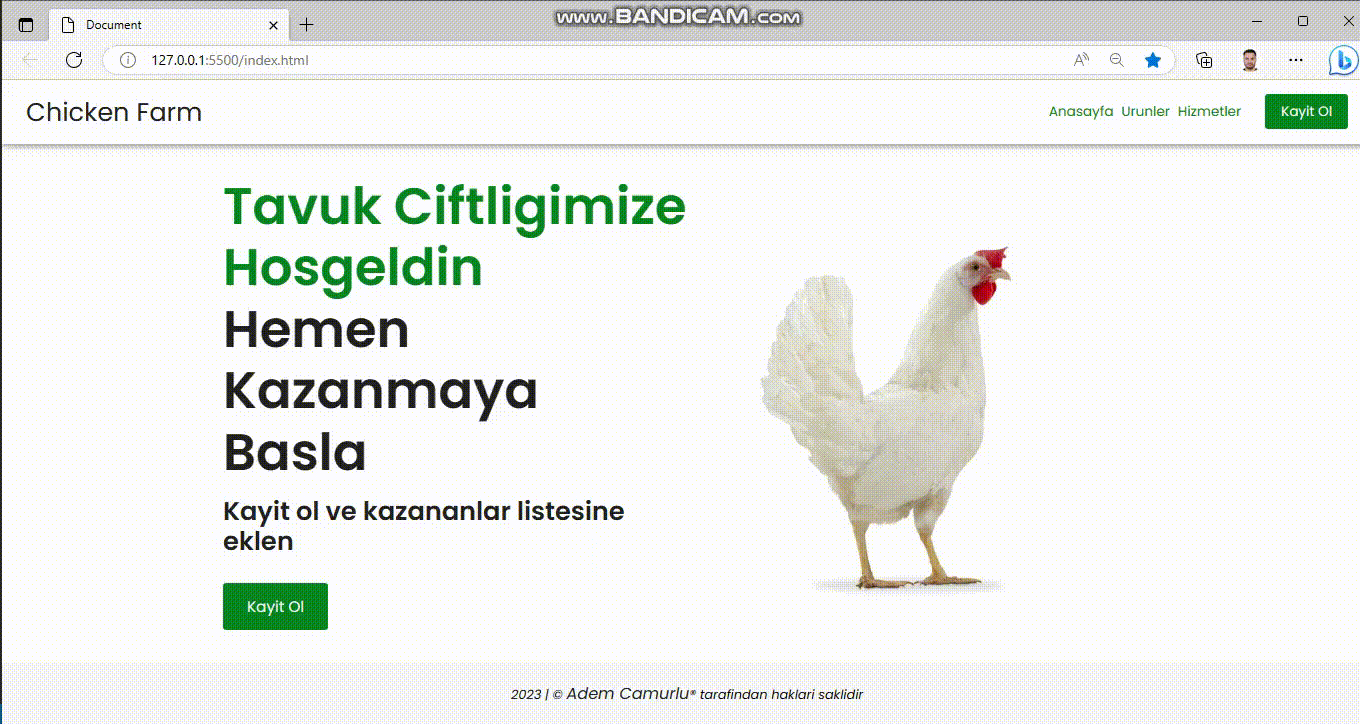 www.BANDICAM.com
Document
127.0.0.1:5500/index.html
Chicken Farm
Anasayfa Urunler Hizmetler Kayit Ol
Tavuk Ciftligimize
Hosgeldin
Hemen
Kazanmaya
Basla
Kayit ol ve kazananlar listesine
eklen
Kayit Ol
2023 | © Adem Camurlu® tarafindan haklari saklidir